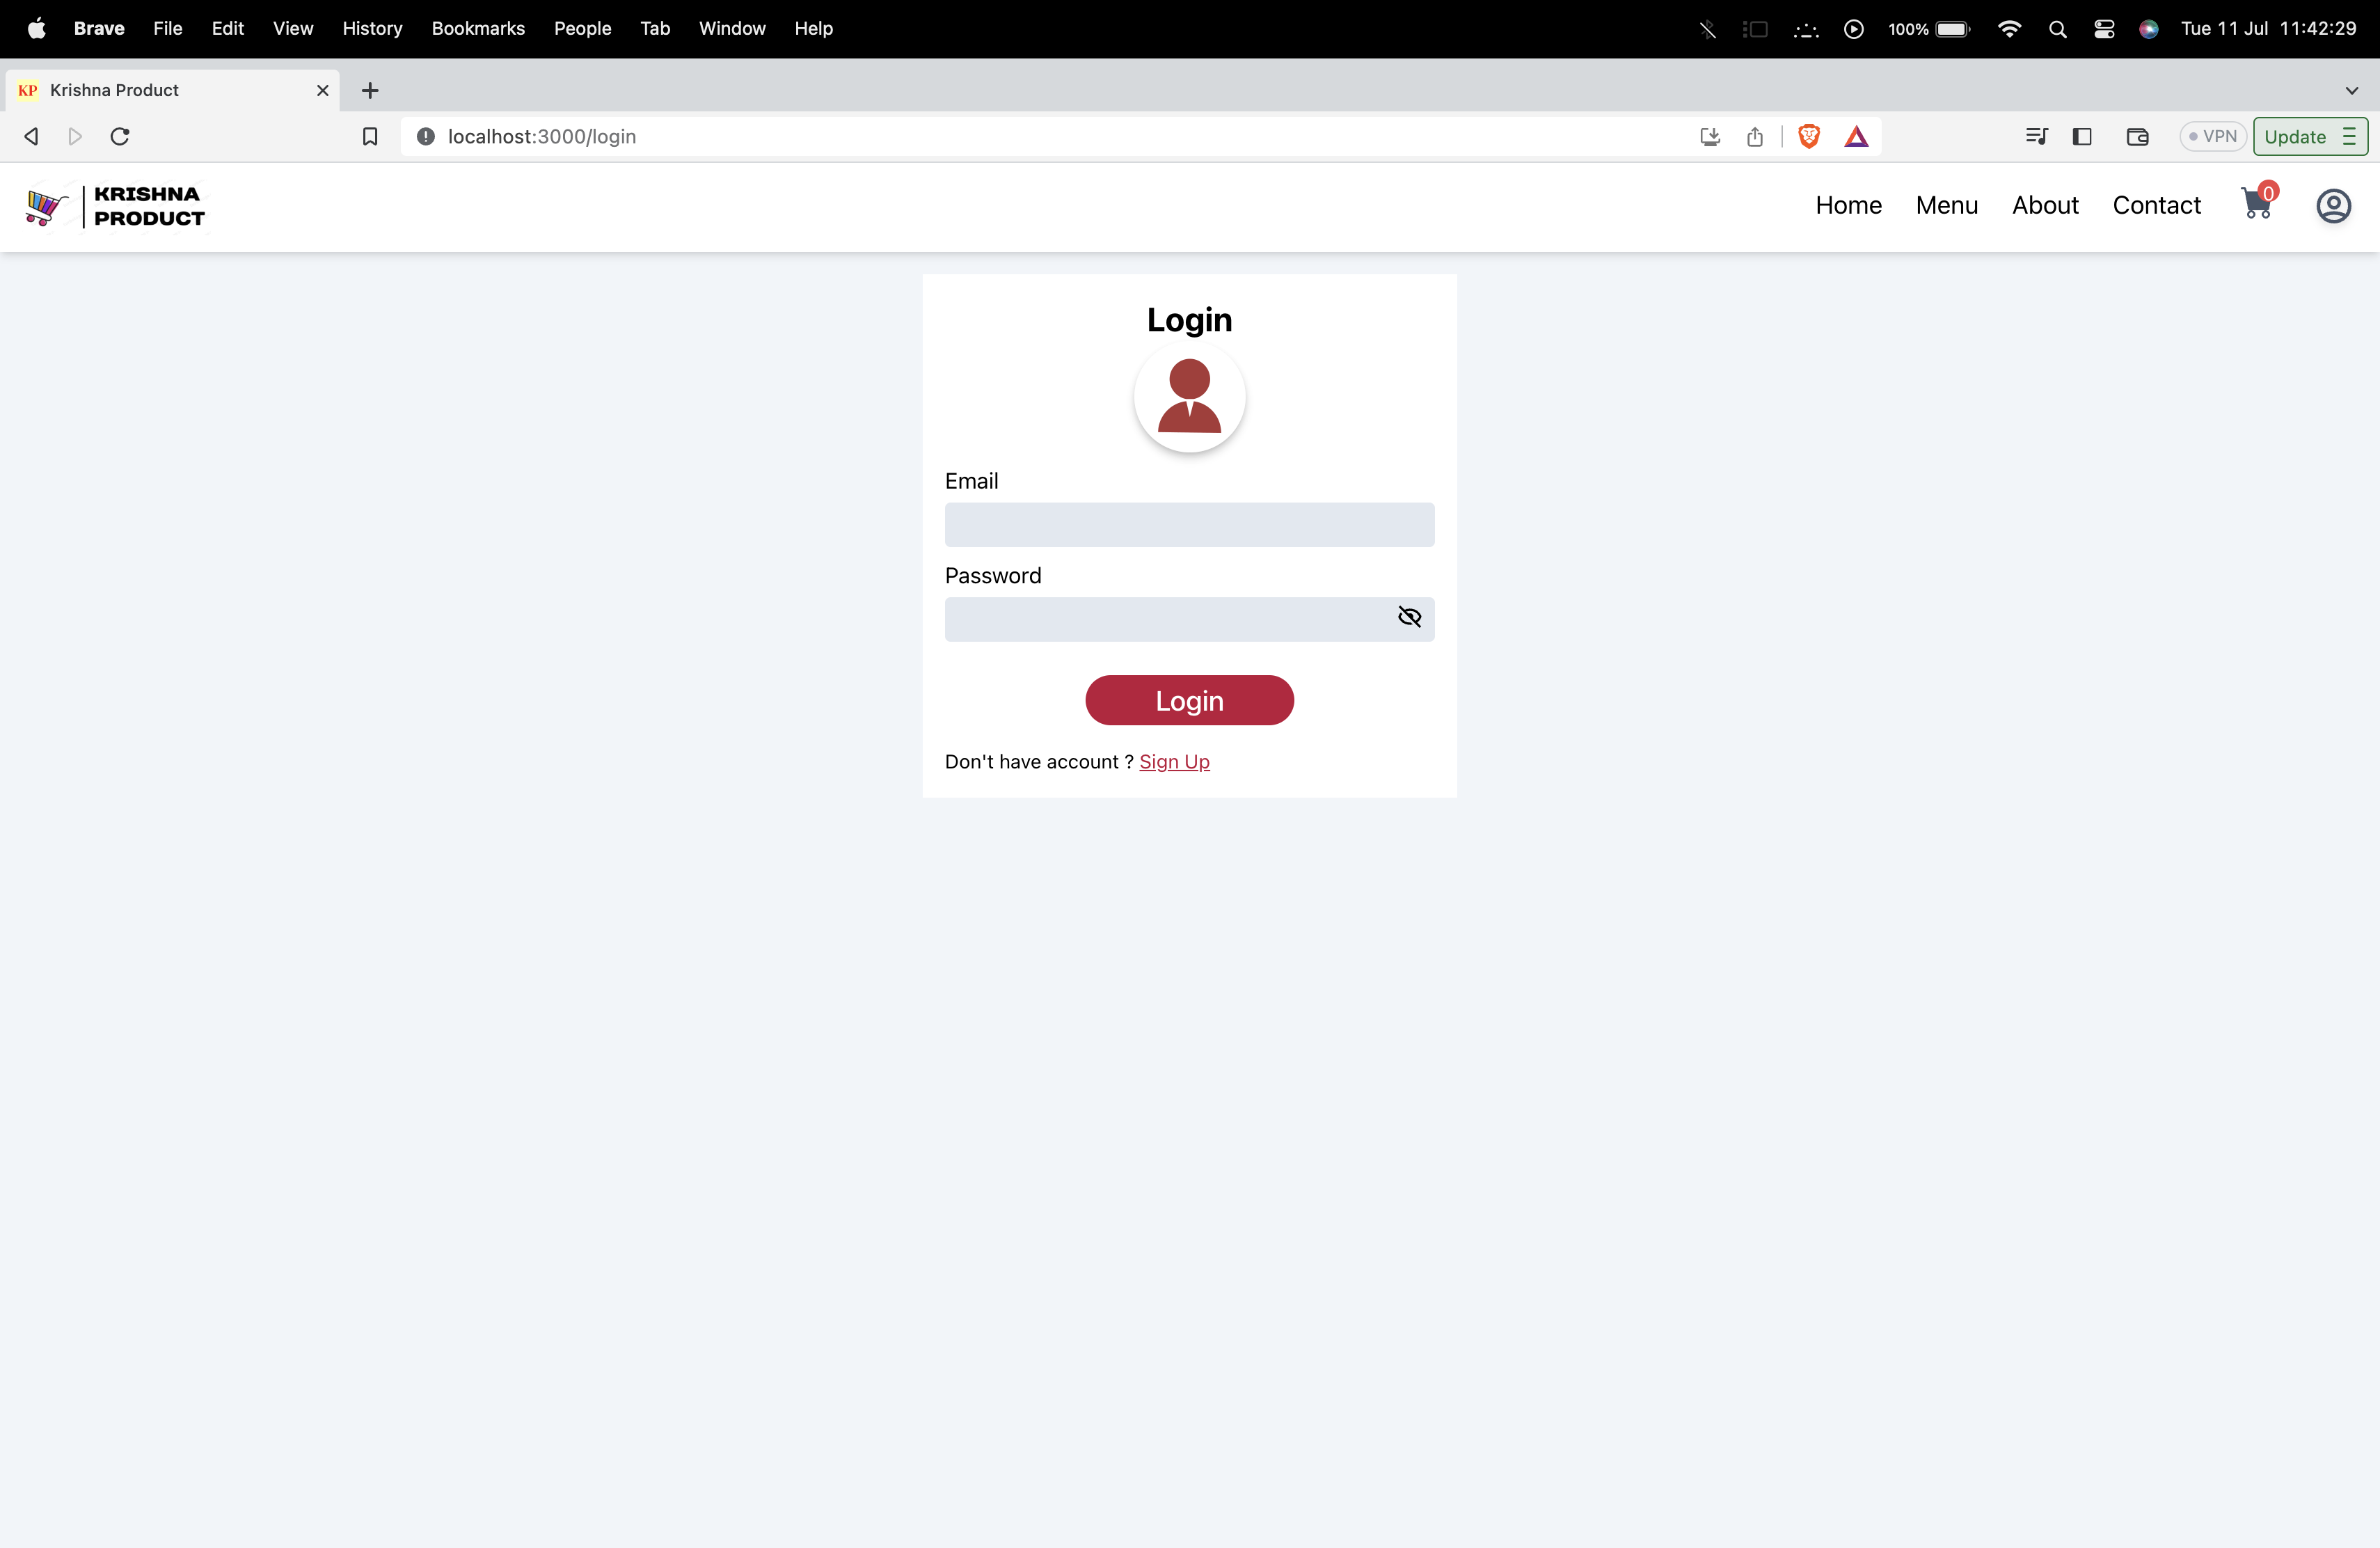 Brave File Edit View History Bookmarks People Tab Window Help 100% Tue 11 Jul 11:42:29
KP Krishna Product
localhost:3000/login VPN Update
KRISHNA
PRODUCT
Home Menu About Contact 0
Login
Email
Password
Login
Don't have account ? Sign Up